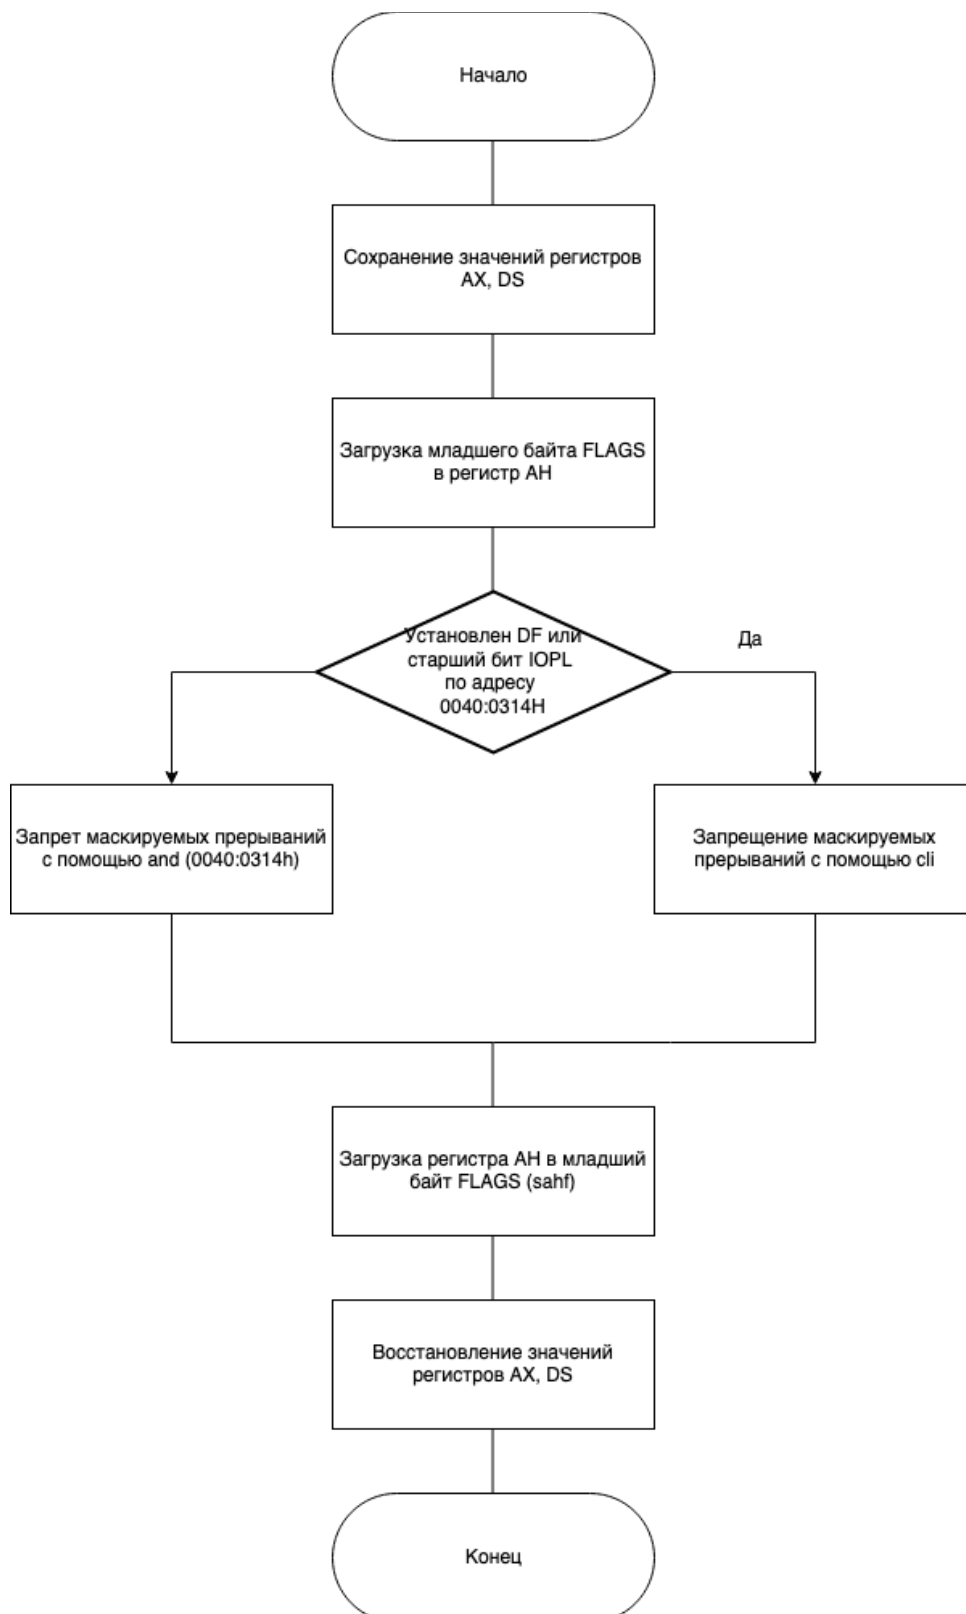 Начало
Сохранение значений регистров
AX, DS
Загрузка младшего байта FLAGS
в регистр AH
Установлен DF или
старший бит IOPL
по адресу
0040:0314H
Да
Запрет маскируемых прерываний
с помощью and (0040:0314h)
Запрещение маскируемых
прерываний с помощью cli
Загрузка регистра AH в младший
байт FLAGS (sahf)
Восстановление значений
регистров AX, DS
Конец